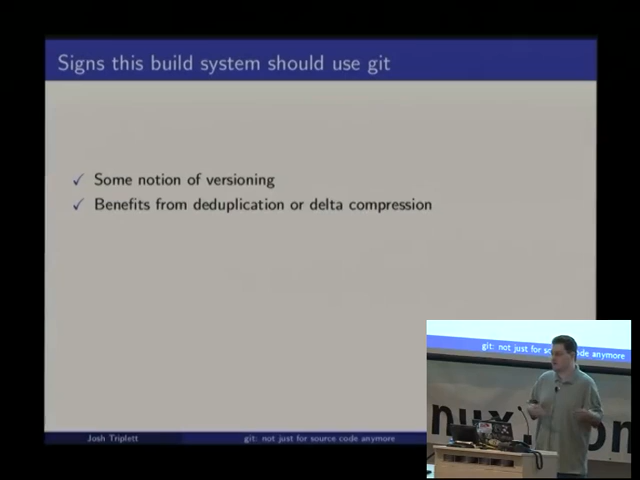 Signs this build system should use git
✓ Some notion of versioning
✓ Benefits from deduplication or delta compression
git: not just for source code anymore
Josh Triplett
git: not just for source code anymore